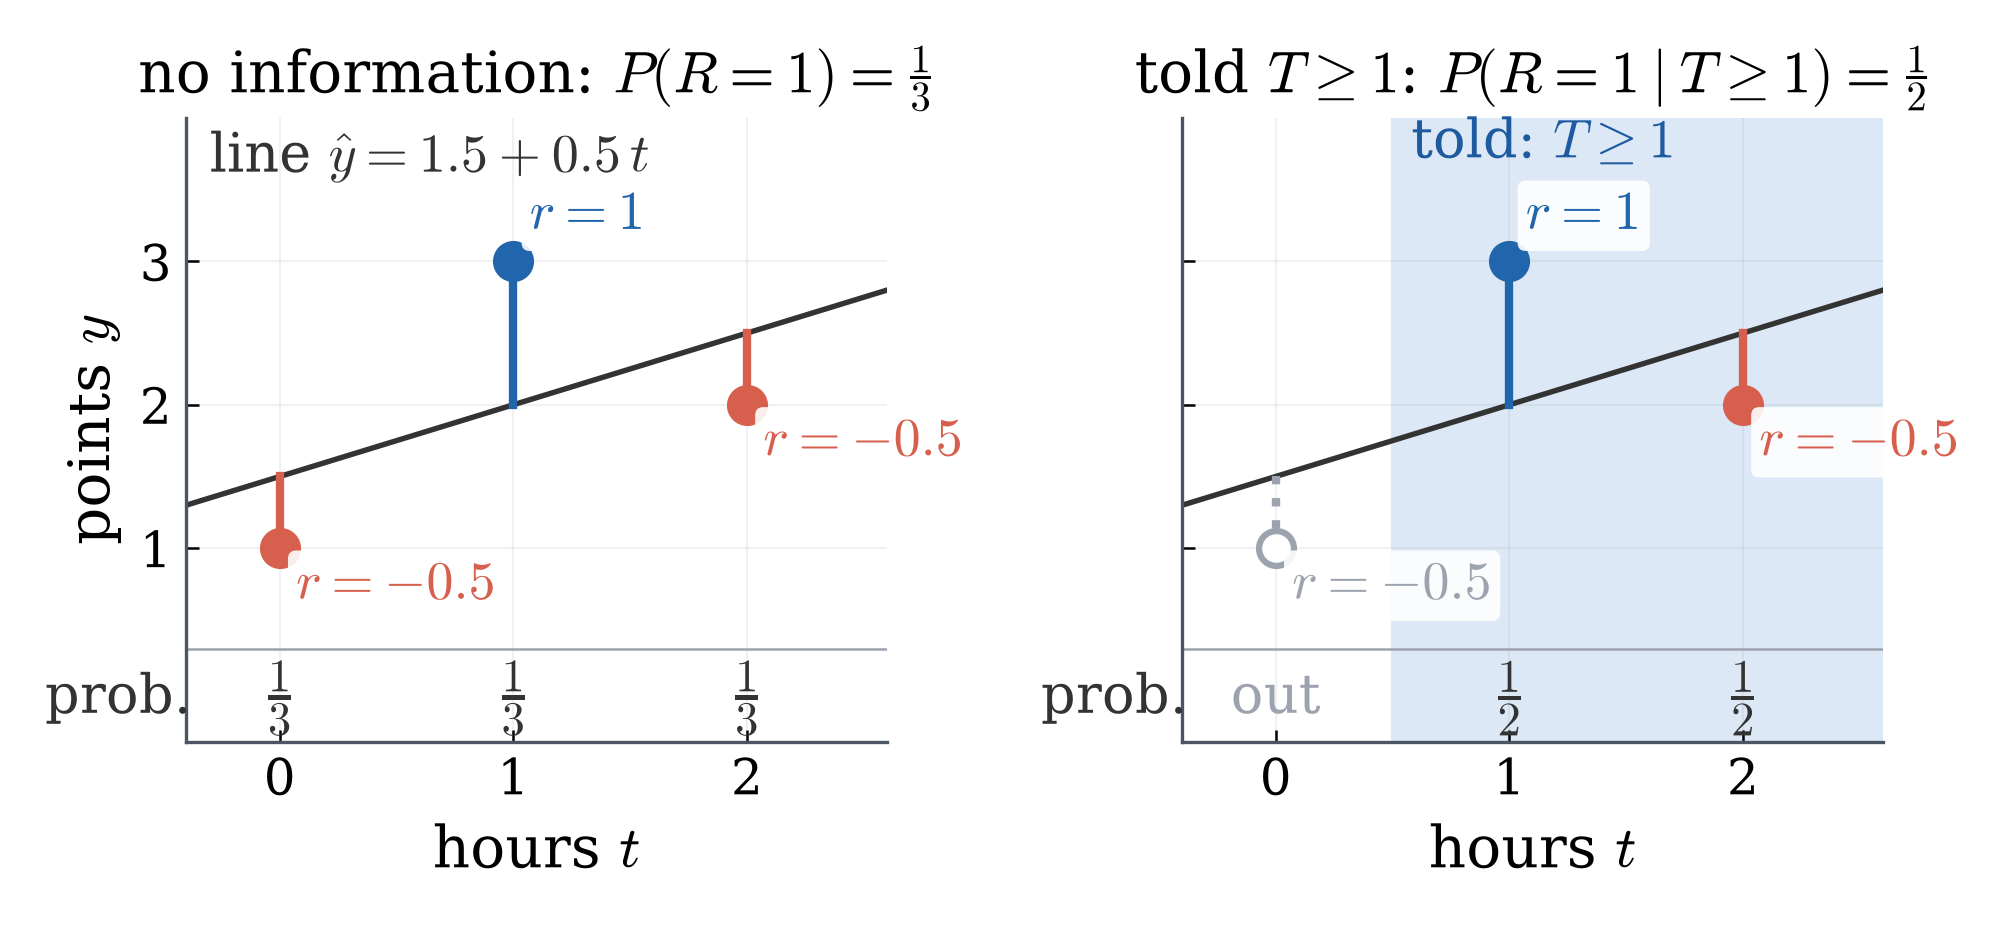 no information: P(R = 1) = 1/3
line ŷ = 1.5 + 0.5 t
r = 1
r = −0.5
r = −0.5
points y
3
2
1
prob.
1/3 1/3 1/3
0 1 2
hours t
told T ≥ 1: P(R = 1 | T ≥ 1) = 1/2
told: T ≥ 1
r = 1
r = −0.5
r = −0.5
prob.
out 1/2 1/2
0 1 2
hours t